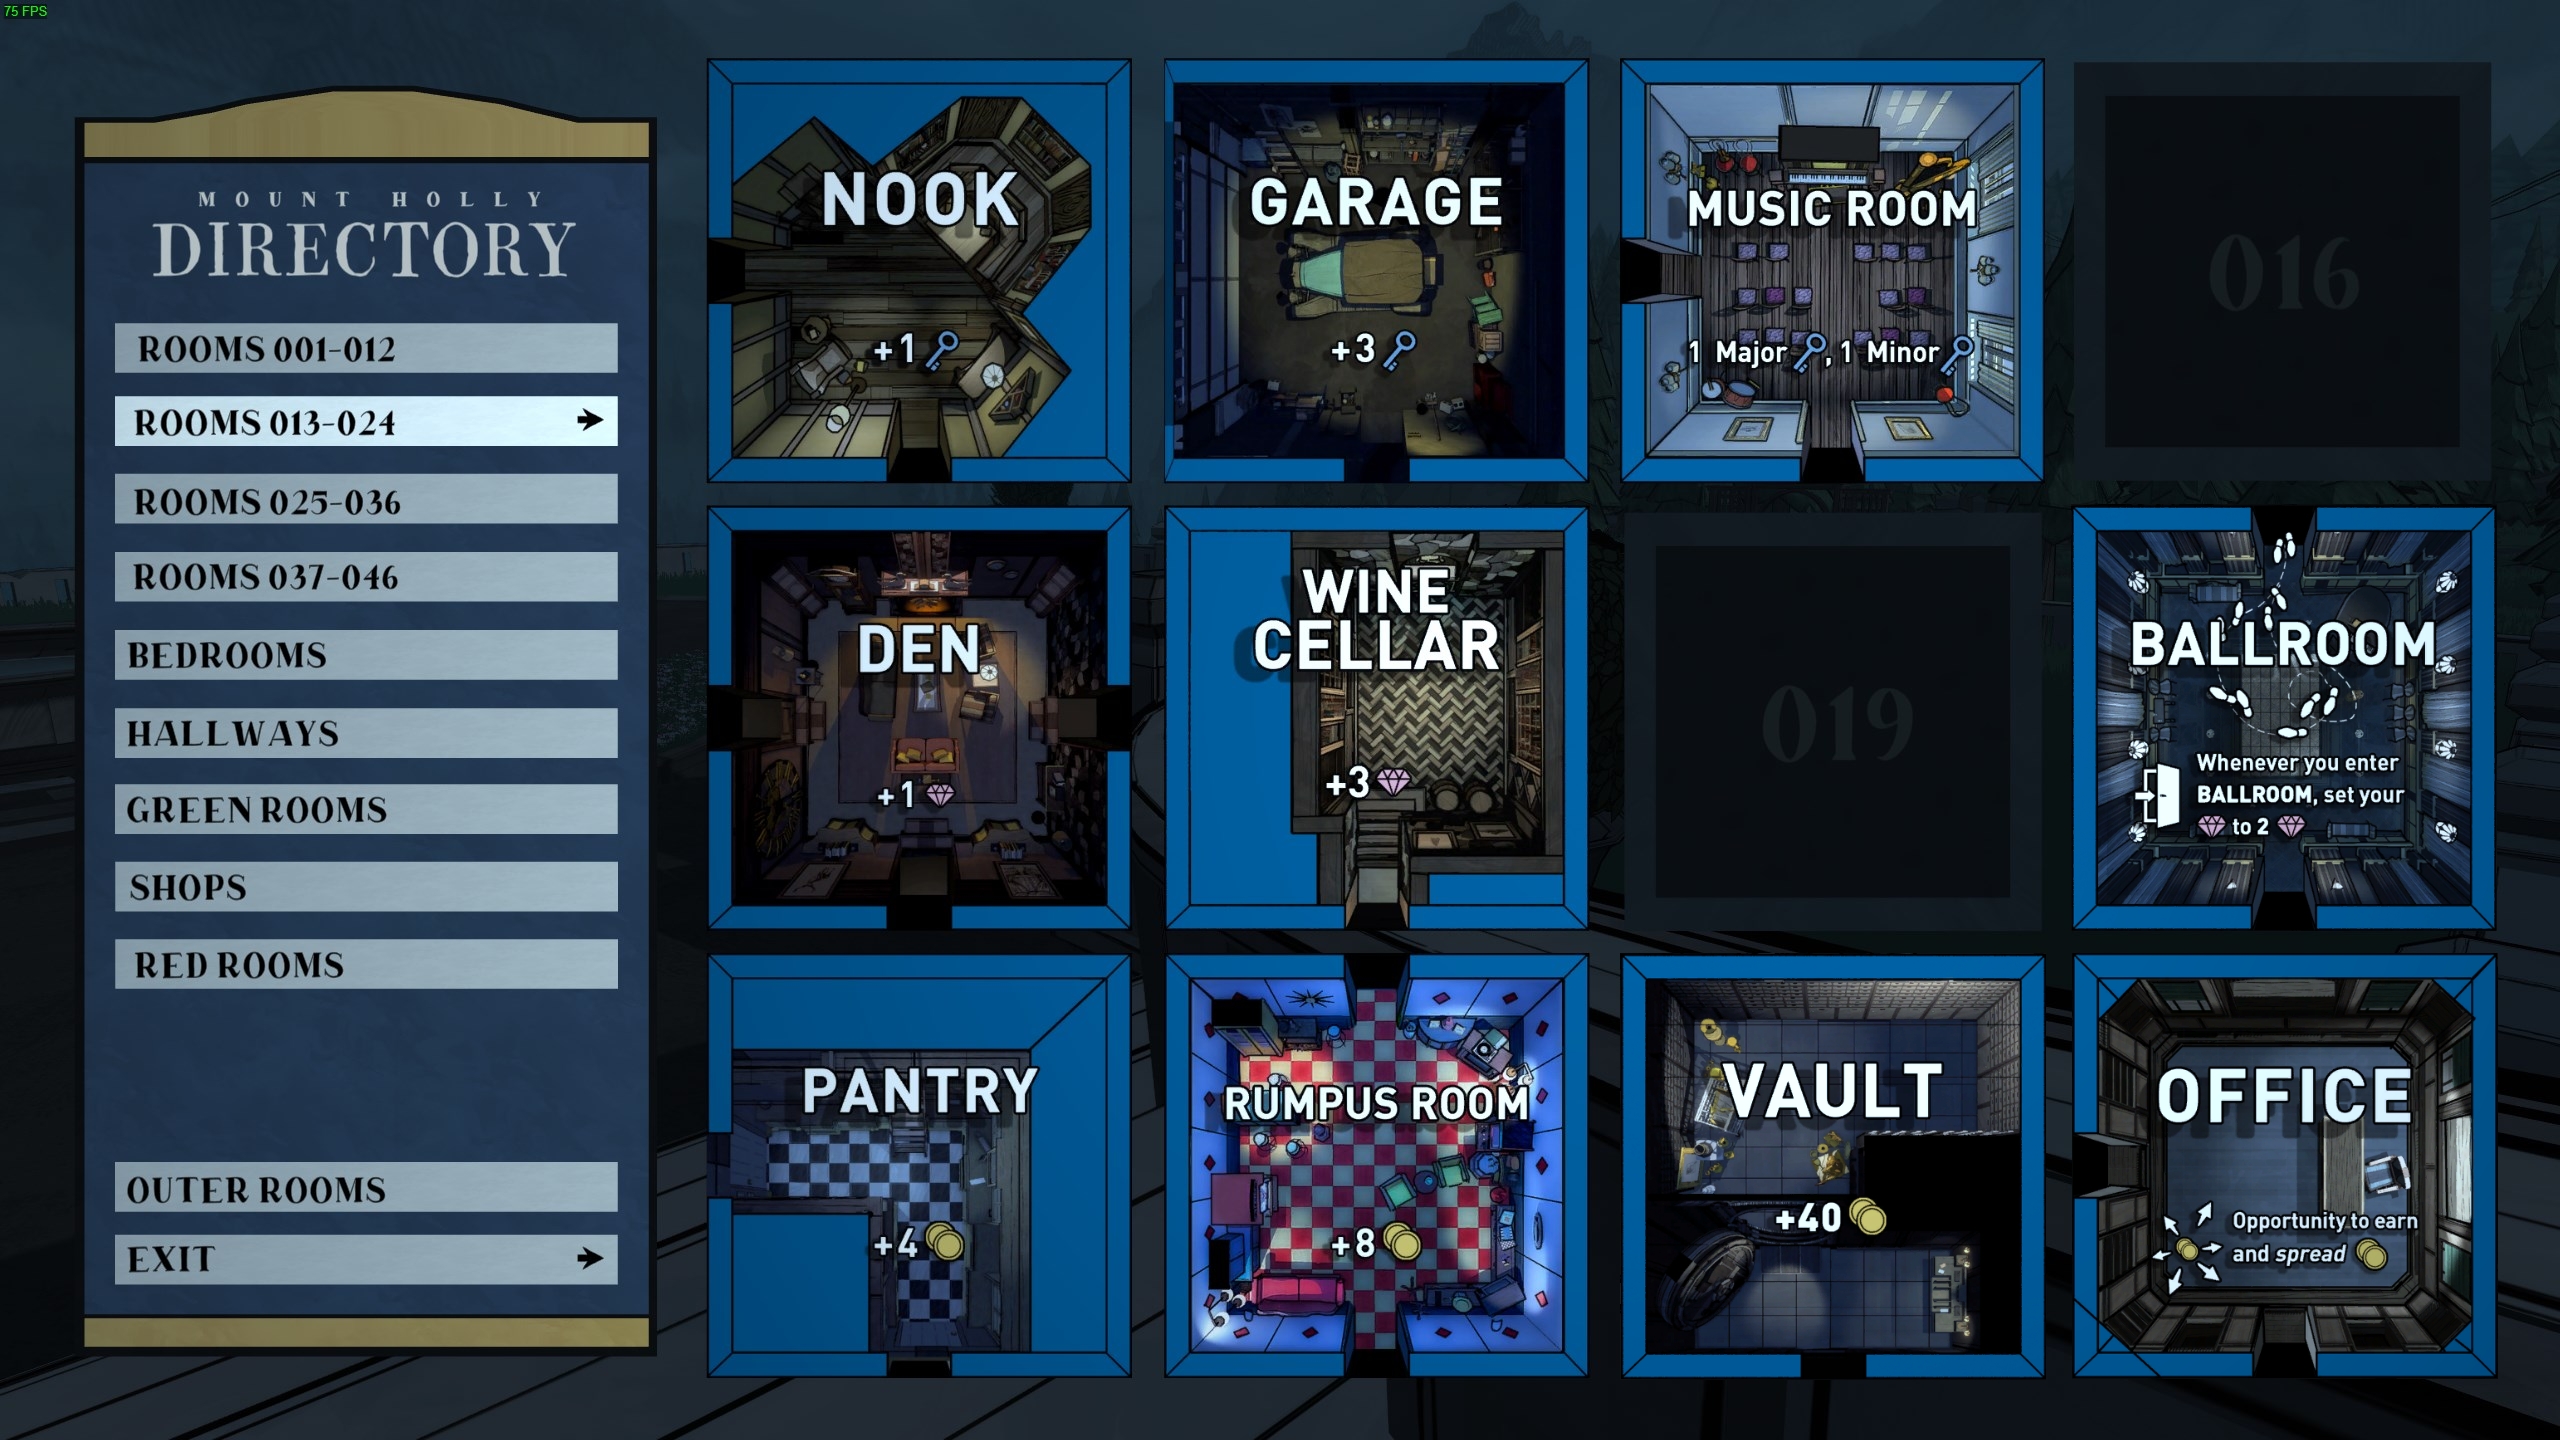 75 FPS
MOUNT HOLLY
DIRECTORY
ROOMS 001-012
ROOMS 013-024
ROOMS 025-036
ROOMS 037-046
BEDROOMS
HALLWAYS
GREEN ROOMS
SHOPS
RED ROOMS
OUTER ROOMS
EXIT
NOOK
+1
GARAGE
+3
MUSIC ROOM
1 Major , 1 Minor
016
DEN
+1
WINE
CELLAR
+3
019
BALLROOM
Whenever you enter
BALLROOM, set your
to 2
PANTRY
+4
RUMPUS ROOM
+8
VAULT
+40
OFFICE
Opportunity to earn
and spread